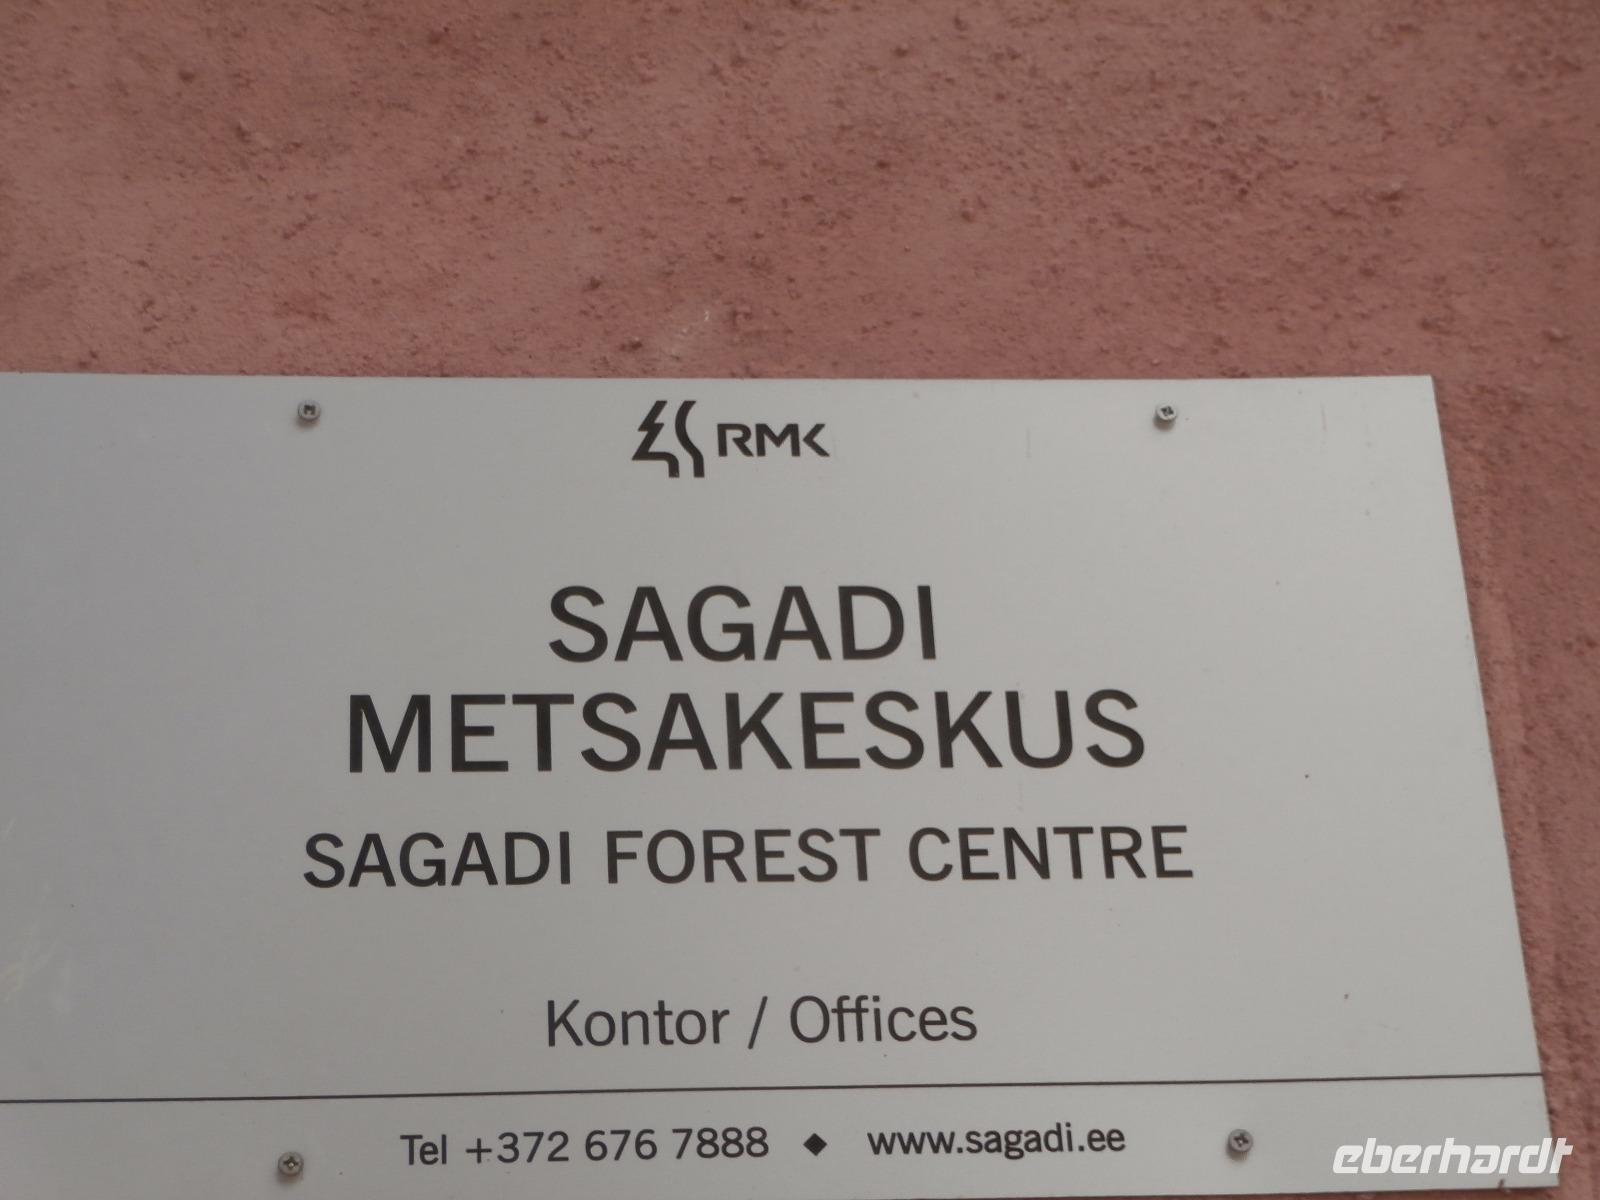 RMK
SAGADI
METSAKESKUS
SAGADI FOREST CENTRE
Kontor / Offices
Tel +372 676 7888 ◆ www.sagadi.ee
eberhardt